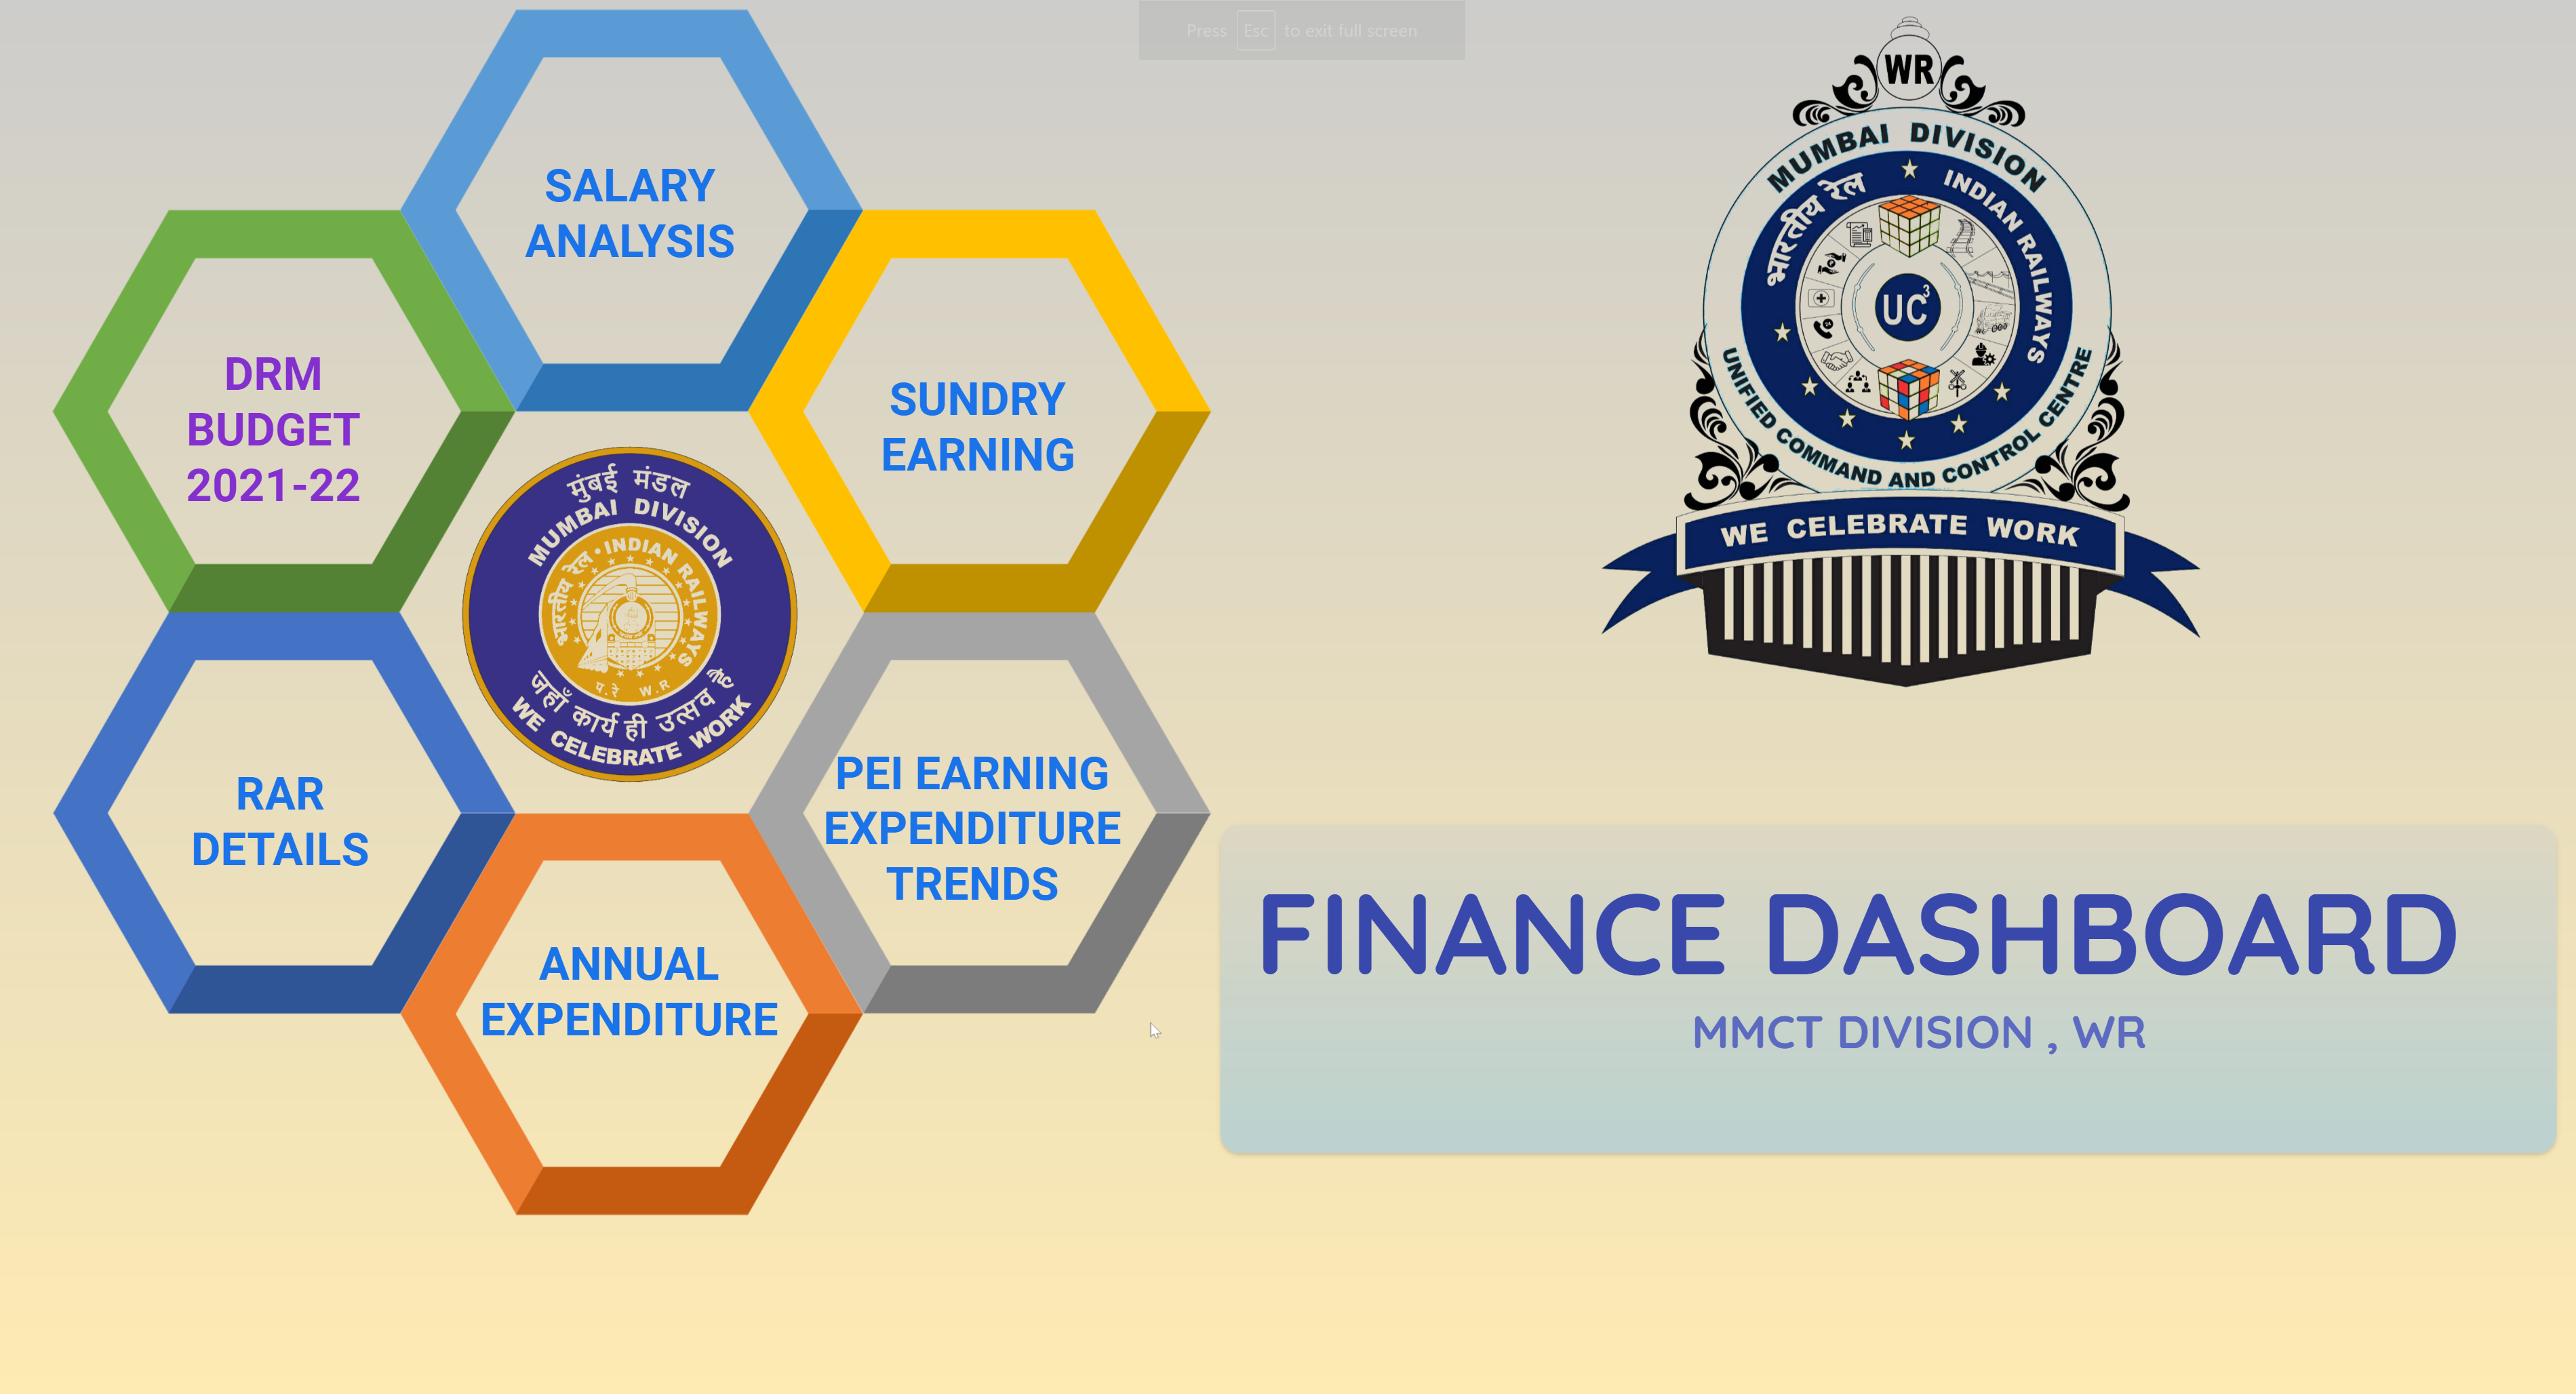 Press Esc to exit full screen
SALARY
ANALYSIS
DRM
BUDGET
2021-22
SUNDRY
EARNING
RAR
DETAILS
PEI EARNING
EXPENDITURE
TRENDS
ANNUAL
EXPENDITURE
मुंबई मंडल
MUMBAI DIVISION
भारतीय रेल • INDIAN RAILWAYS
प.रे W.R
जहाँ कार्य ही उत्सव है
WE CELEBRATE WORK
WR
MUMBAI DIVISION
भारतीय रेल INDIAN RAILWAYS
UC3
UNIFIED COMMAND AND CONTROL CENTRE
WE CELEBRATE WORK
FINANCE DASHBOARD
MMCT DIVISION , WR